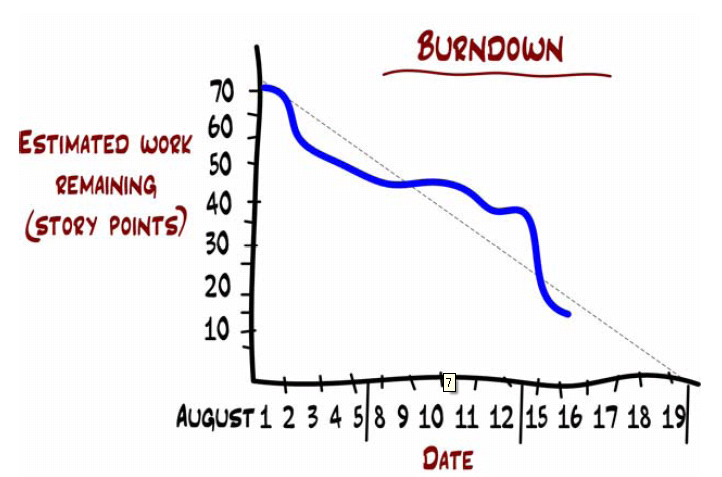 BURNDOWN
70
60
50
40
30
20
10
ESTIMATED WORK
REMAINING
(STORY POINTS)
7
AUGUST 1 2 3 4 5 8 9 10 11 12 15 16 17 18 19
DATE